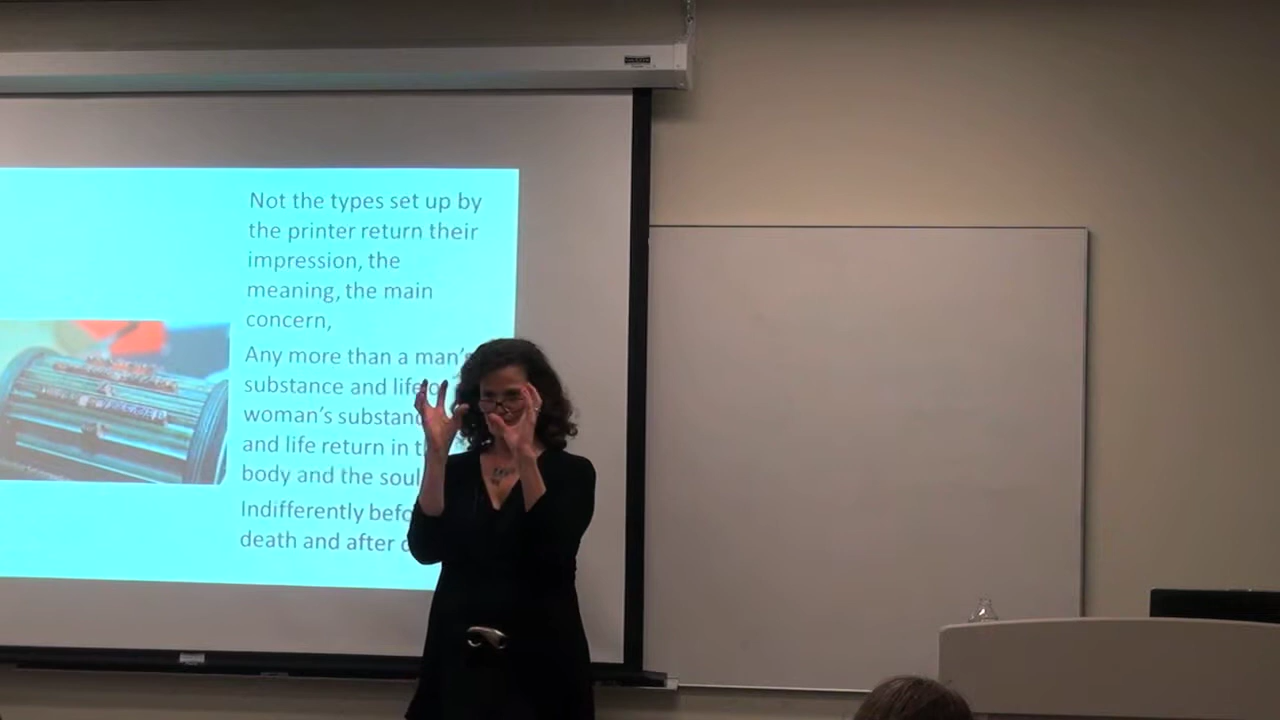 Not the types set up by
the printer return their
impression, the
meaning, the main
concern,
Any more than a man's
substance and life
woman's
and life return in
body and the soul
Indifferently
death and after